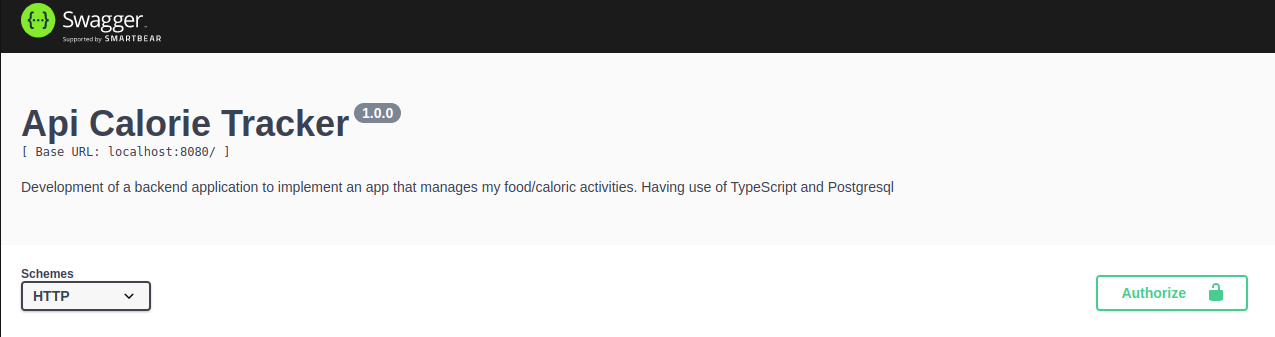 {···} Swagger
Supported by SMARTBEAR
Api Calorie Tracker 1.0.0
[ Base URL: localhost:8080/ ]
Development of a backend application to implement an app that manages my food/caloric activities. Having use of TypeScript and Postgresql
Schemes
HTTP
Authorize